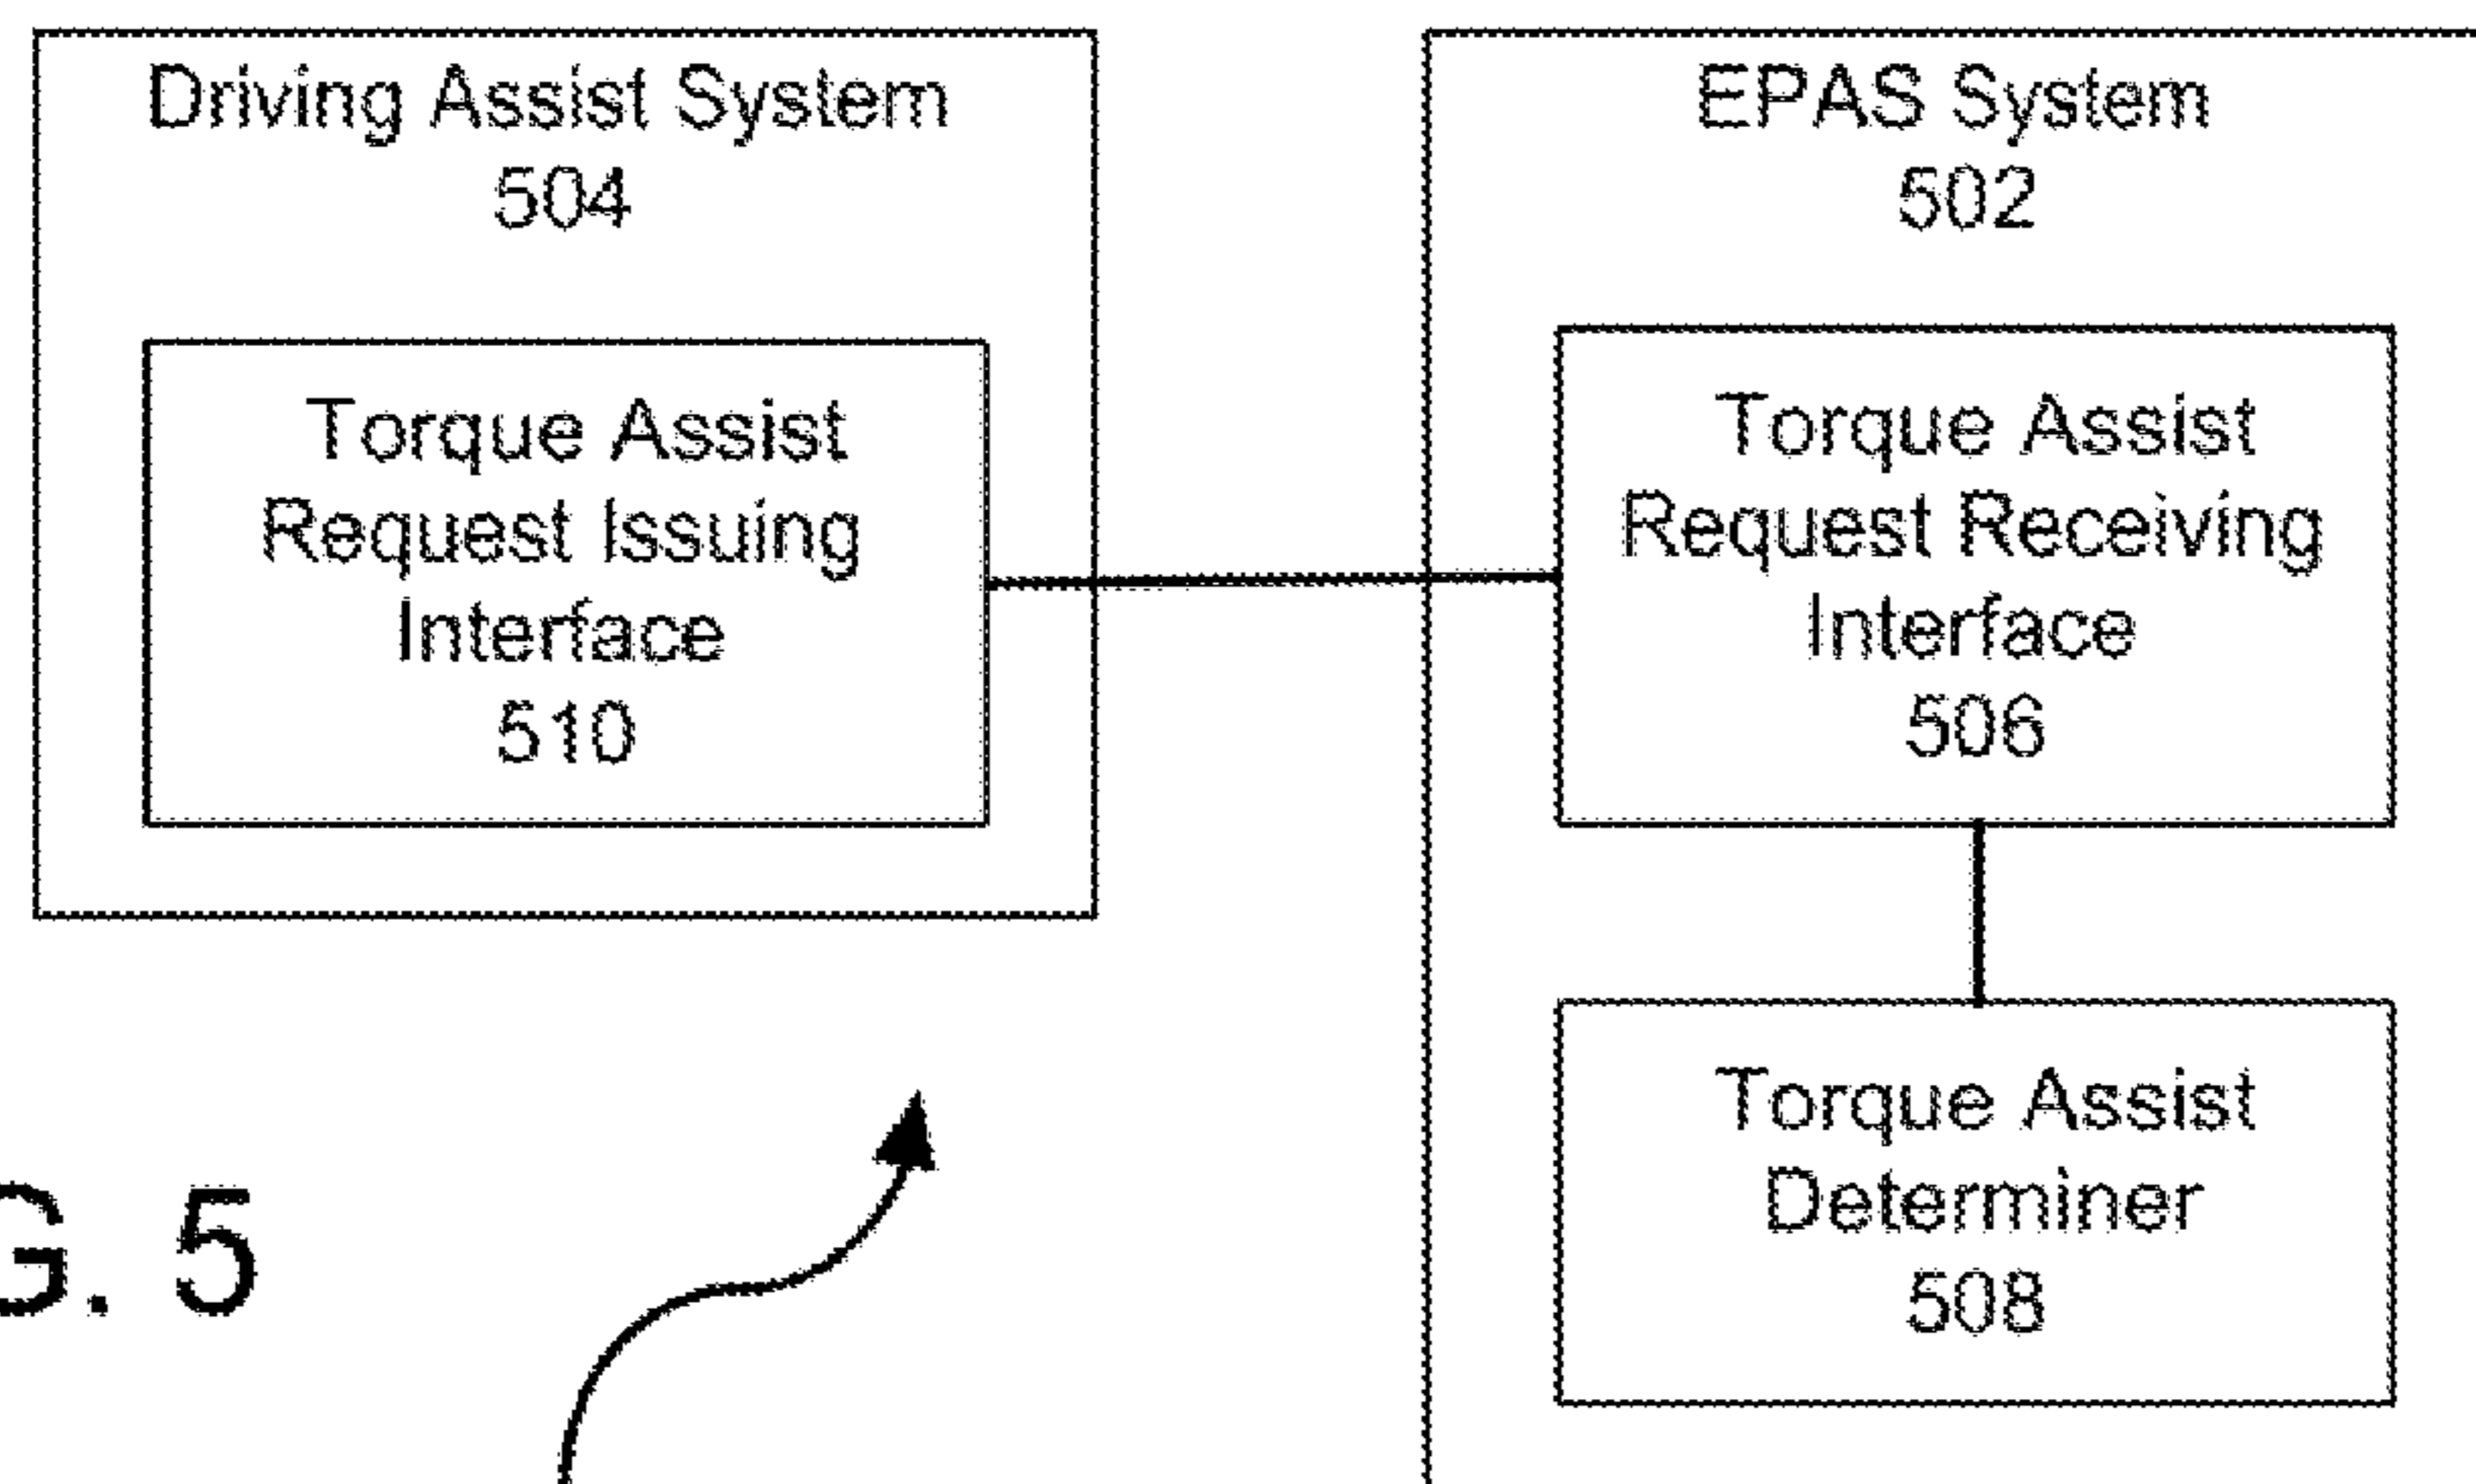 Driving Assist System
504
Torque Assist
Request Issuing
Interface
510
EPAS System
502
Torque Assist
Request Receiving
Interface
506
Torque Assist
Determiner
508
G. 5